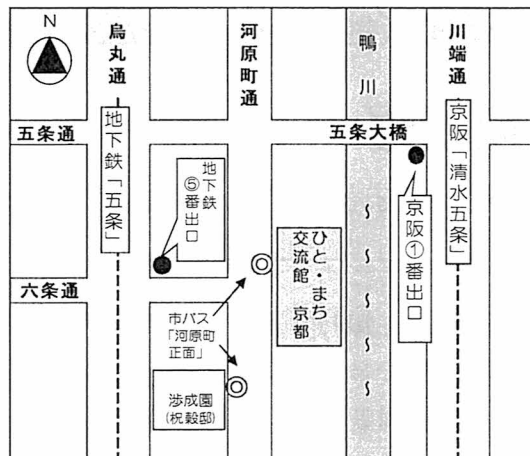 N
烏丸通
河原町通
鴨川
川端通
五条通
五条大橋
地下鉄「五条」
地下鉄
⑤番出口
京阪「清水五条」
京阪①番出口
ひと・まち
交流館 京都
六条通
市バス
「河原町
正面」
渉成園
(枳殻邸)